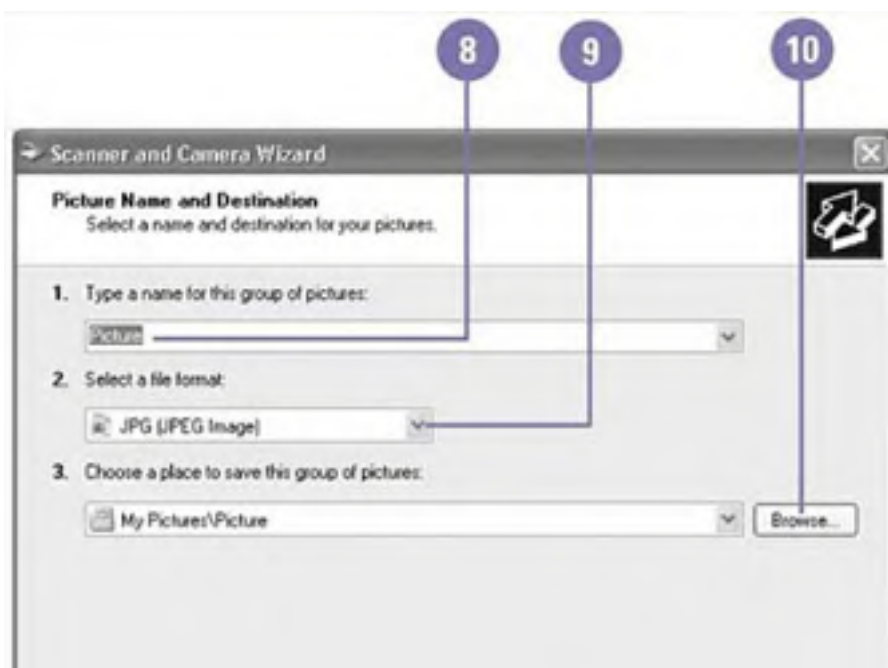 8 9 10
Scanner and Camera Wizard
Picture Name and Destination
Select a name and destination for your pictures.
1. Type a name for this group of pictures:
Picture
2. Select a file format:
JPG (JPEG Image)
3. Choose a place to save this group of pictures:
My Pictures\Picture Browse...